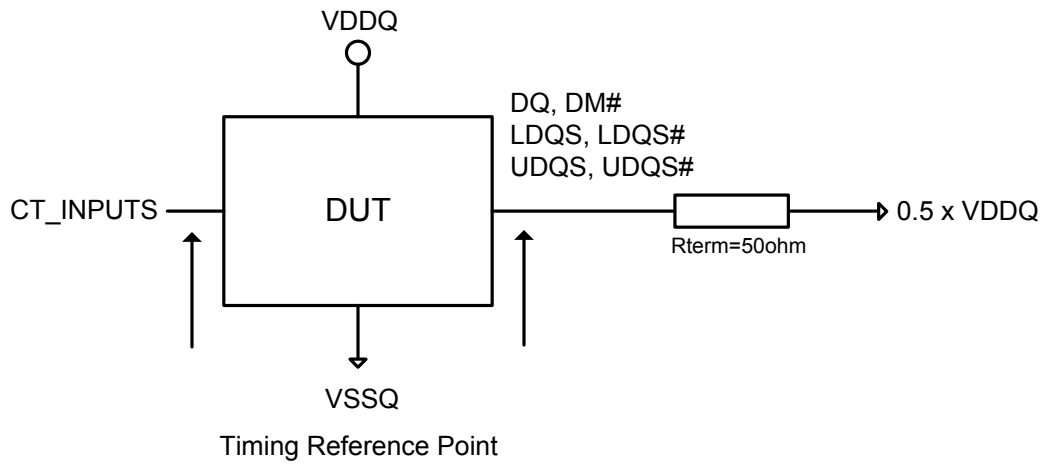 VDDQ
DQ, DM#
LDQS, LDQS#
UDQS, UDQS#
CT_INPUTS
DUT
0.5 x VDDQ
Rterm=50ohm
VSSQ
Timing Reference Point